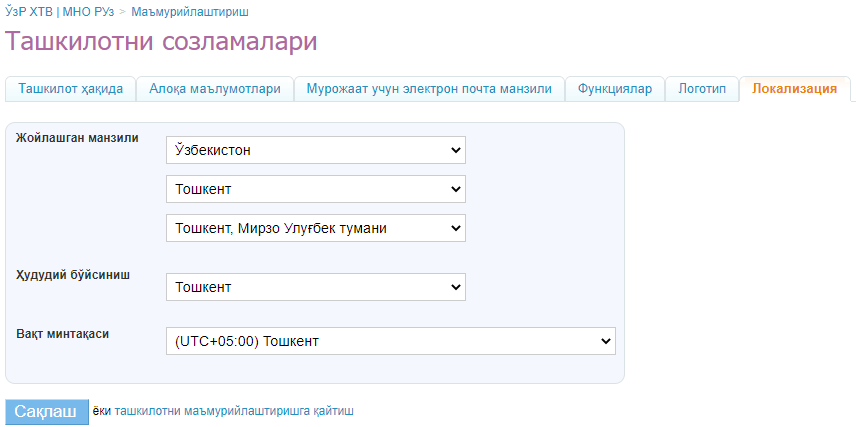 ЎзР ХТВ | МНО РУз > Маъмурийлаштириш
Ташкилотни созламалари
Ташкилот ҳақида Алоқа маълумотлари Мурожаат учун электрон почта манзили Функциялар Логотип Локализация
Жойлашган манзили Ўзбекистон
Тошкент
Тошкент, Мирзо Улуғбек тумани
Ҳудудий бўйсиниш Тошкент
Вақт минтақаси (UTC+05:00) Тошкент
Сақлаш ёки ташкилотни маъмурийлаштиришга қайтиш